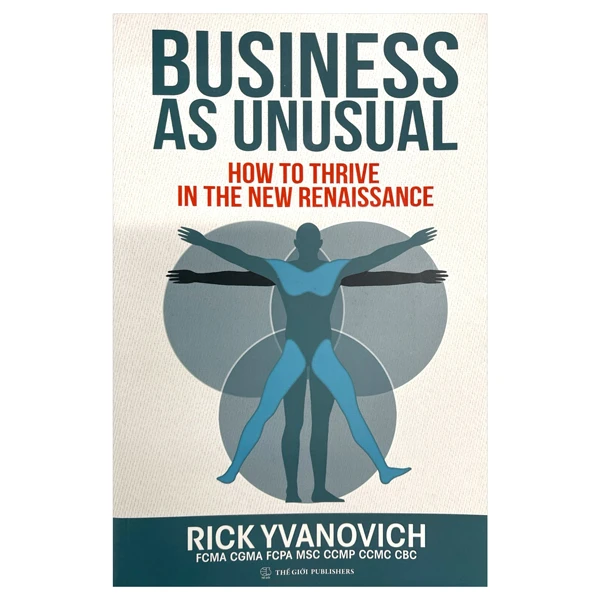 BUSINESS
AS UNUSUAL
HOW TO THRIVE
IN THE NEW RENAISSANCE
RICK YVANOVICH
FCMA CGMA FCPA MSC CCMP CCMC CBC
THẾ GIỚI PUBLISHERS